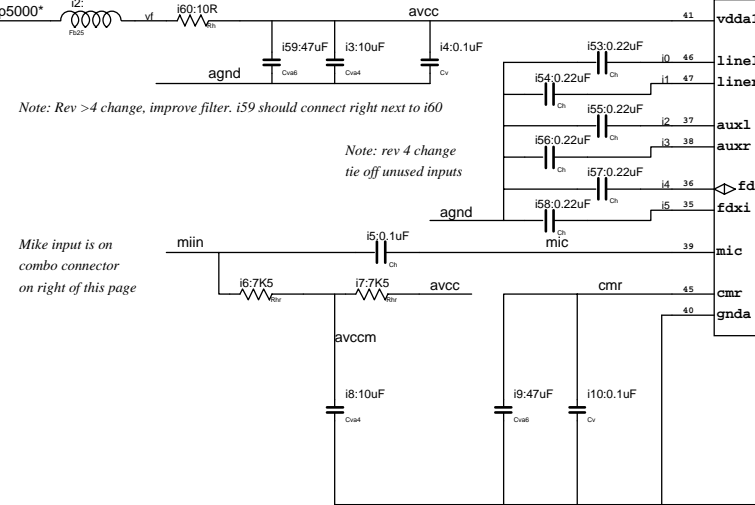 i2:
p5000*
Fb25
vf
i60:10R
Rh
avcc
41
vdda1
i59:47uF
Cva6
i3:10uF
Cva4
i4:0.1uF
Cv
agnd
Note: Rev >4 change, improve filter. i59 should connect right next to i60
i53:0.22uF
Ch
i0
46
i54:0.22uF
Ch
i1
47
i55:0.22uF
Ch
i2
37
auxl
i56:0.22uF
Ch
i3
38
auxr
Note: rev 4 change
tie off unused inputs
i57:0.22uF
Ch
i4
36
fd
i58:0.22uF
Ch
i5
35
fdxi
agnd
Mike input is on
combo connector
on right of this page
miin
i5:0.1uF
Ch
mic
39
mic
i6:7K5
Rhr
i7:7K5
Rhr
avcc
cmr
45
cmr
40
gnda
avccm
i8:10uF
Cva4
i9:47uF
Cva6
i10:0.1uF
Cv